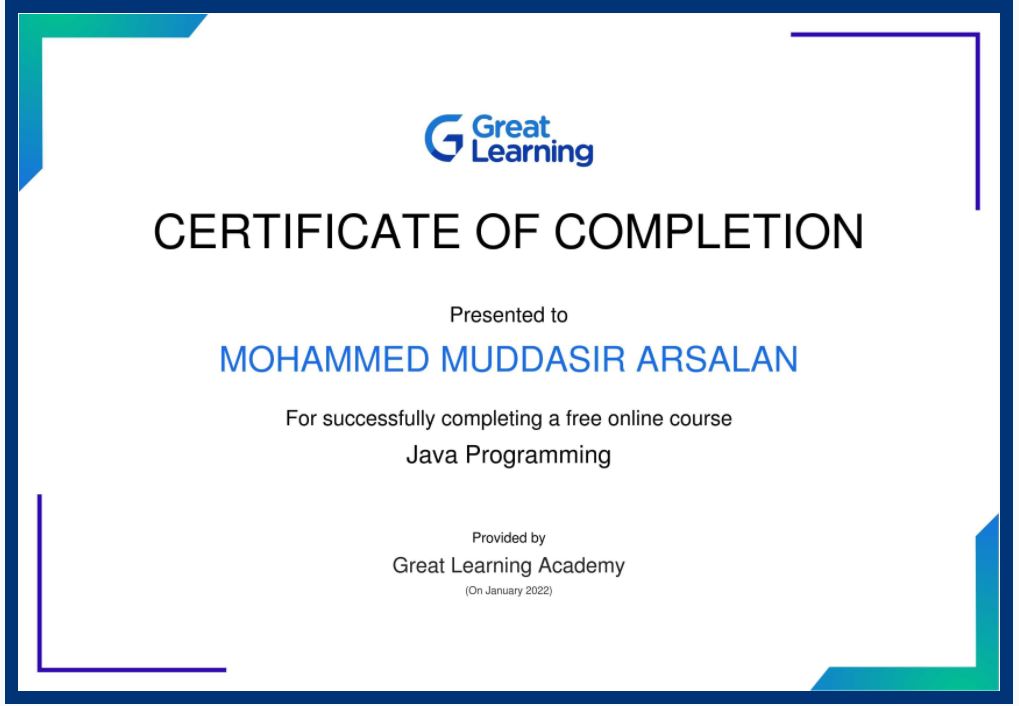 Great
Learning
CERTIFICATE OF COMPLETION
Presented to
MOHAMMED MUDDASIR ARSALAN
For successfully completing a free online course
Java Programming
Provided by
Great Learning Academy
(On January 2022)